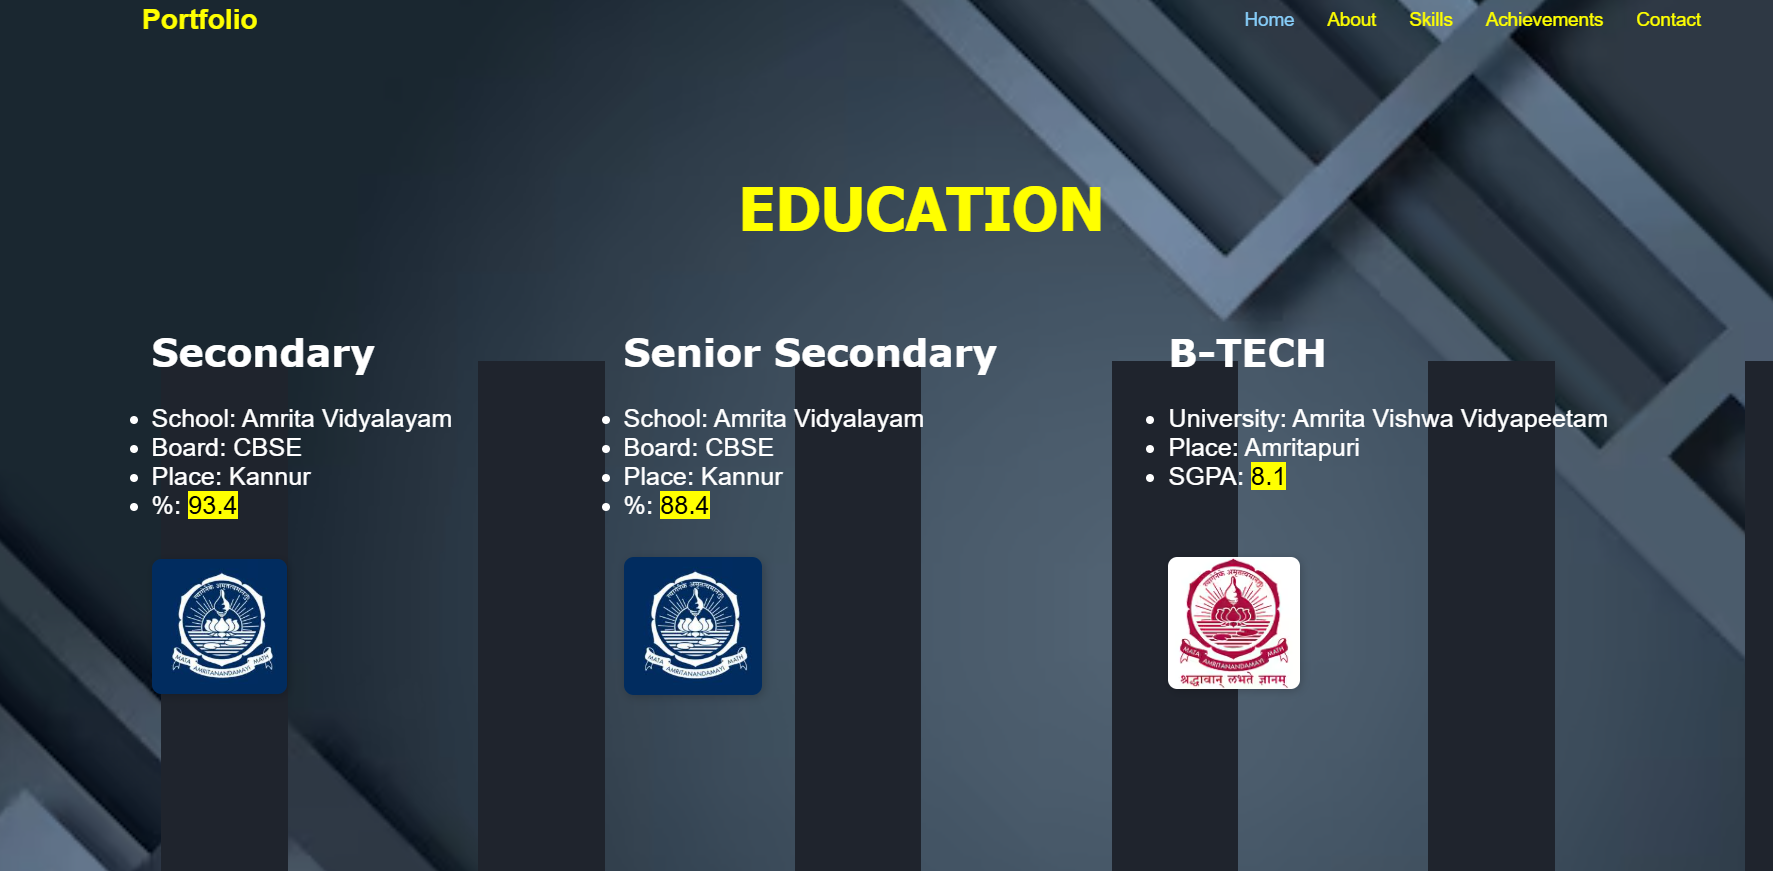 Portfolio
Home About Skills Achievements Contact
EDUCATION
Secondary
School: Amrita Vidyalayam
Board: CBSE
Place: Kannur
%: 93.4
MATA AMRITANANDAMAYI MATH
Senior Secondary
School: Amrita Vidyalayam
Board: CBSE
Place: Kannur
%: 88.4
MATA AMRITANANDAMAYI MATH
B-TECH
University: Amrita Vishwa Vidyapeetam
Place: Amritapuri
SGPA: 8.1
MATA AMRITANANDAMAYI MATH
श्रद्धावान् लभते ज्ञानम्